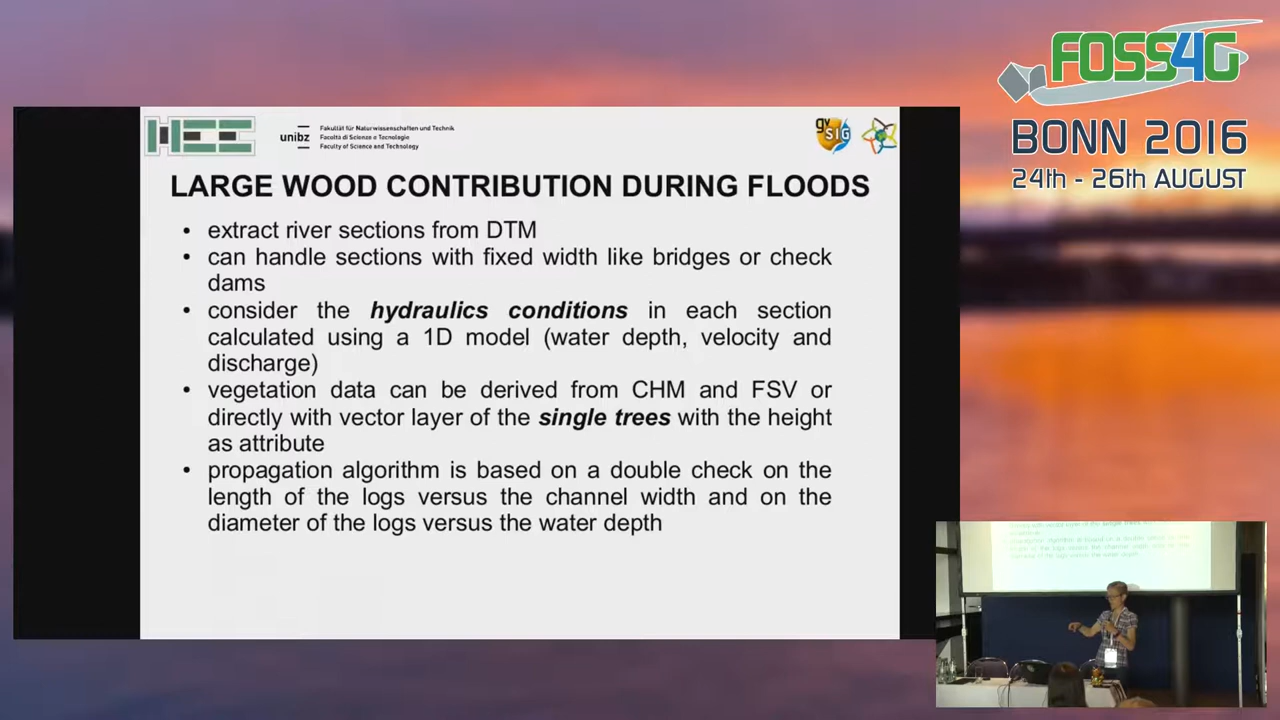 FOSS4G
BONN 2016
24th - 26th AUGUST
unibz
Fakultät für Naturwissenschaften und Technik
Facoltà di Scienze e Tecnologie
Faculty of Science and Technology
gv
SIG
LARGE WOOD CONTRIBUTION DURING FLOODS
• extract river sections from DTM
• can handle sections with fixed width like bridges or check
dams
• consider the hydraulics conditions in each section
calculated using a 1D model (water depth, velocity and
discharge)
• vegetation data can be derived from CHM and FSV or
directly with vector layer of the single trees with the height
as attribute
• propagation algorithm is based on a double check on the
length of the logs versus the channel width and on the
diameter of the logs versus the water depth